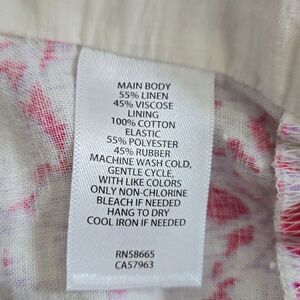 MAIN BODY
55% LINEN
45% VISCOSE
LINING
100% COTTON
ELASTIC
55% POLYESTER
45% RUBBER
MACHINE WASH COLD,
GENTLE CYCLE,
WITH LIKE COLORS
ONLY NON-CHLORINE
BLEACH IF NEEDED
HANG TO DRY
COOL IRON IF NEEDED
RN58665
CA57963